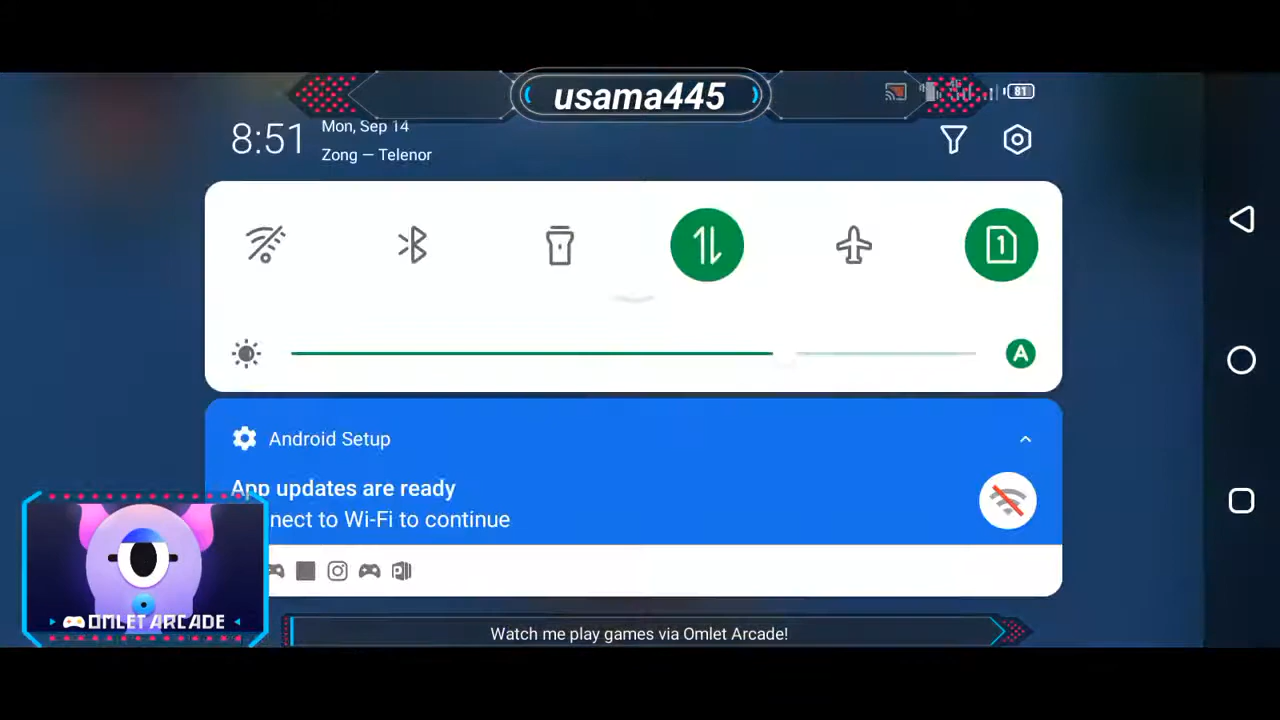 usama445
81
8:51
Mon, Sep 14
Zong — Telenor
1
A
Android Setup
App updates are ready
nect to Wi-Fi to continue
OMLET ARCADE
Watch me play games via Omlet Arcade!